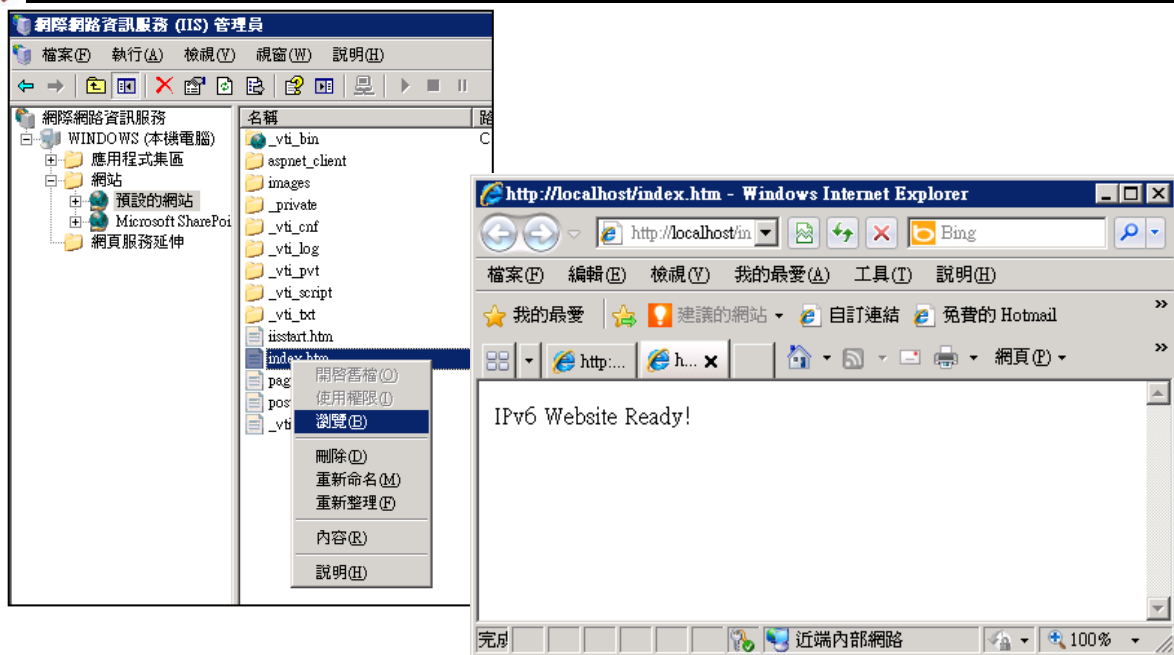 網際網路資訊服務 (IIS) 管理員
檔案(F) 執行(A) 檢視(V) 視窗(W) 說明(H)
網際網路資訊服務
WINDOWS (本機電腦)
應用程式集區
網站
預設的網站
Microsoft SharePoi
網頁服務延伸
名稱 路
_vti_bin C
aspnet_client
images
_private
_vti_cnf
_vti_log
_vti_pvt
_vti_script
_vti_txt
iisstart.htm
index.htm
pag
pos
_vti
開啓舊檔(O)
使用權限(I)
瀏覽(B)
刪除(D)
重新命名(M)
重新整理(F)
內容(R)
說明(H)
http://localhost/index.htm - Windows Internet Explorer
http://localhost/in Bing
檔案(F) 編輯(E) 檢視(V) 我的最愛(A) 工具(T) 說明(H)
我的最愛 建議的網站 自訂連結 免費的 Hotmail »
http:... h... 網頁(P) »
IPv6 Website Ready!
完成 近端內部網路 100%